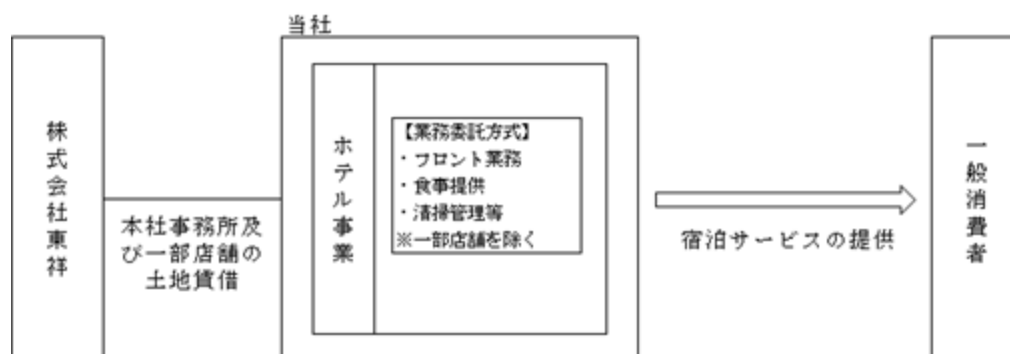 当社
株式会社東祥
本社事務所及
び一部店舗の
土地賃借
ホテル事業
【業務委託方式】
・フロント業務
・食事提供
・清掃管理等
※一部店舗を除く
宿泊サービスの提供
一般消費者